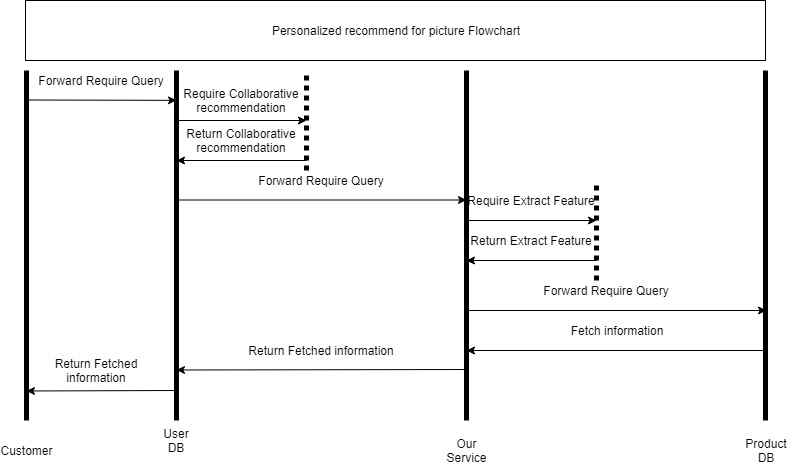 Personalized recommend for picture Flowchart
Forward Require Query
Require Collaborative
recommendation
Return Collaborative
recommendation
Forward Require Query
Require Extract Feature
Return Extract Feature
Forward Require Query
Fetch information
Return Fetched information
Return Fetched
information
Customer
User
DB
Our
Service
Product
DB